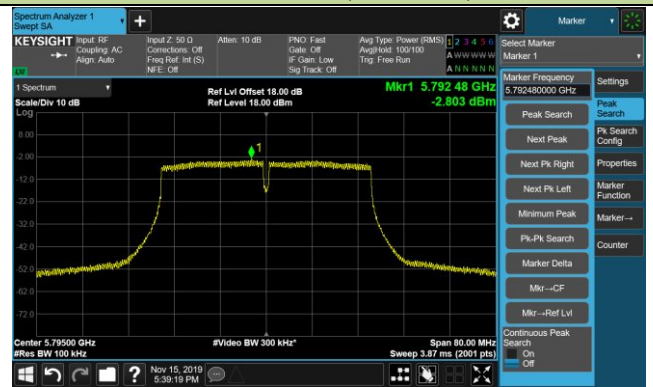 Spectrum Analyzer 1
Swept SA
+
Marker
KEYSIGHT
Input: RF
Coupling: AC
Align: Auto
Input Z: 50 Ω
Corrections: Off
Freq Ref: Int (S)
NFE: Off
Atten: 10 dB
PNO: Fast
Gate: Off
IF Gain: Low
Sig Track: Off
Avg Type: Power (RMS)
Avg|Hold: 100/100
Trig: Free Run
1 2 3 4 5 6
A W W W W W
A N N N N N
Select Marker
Marker 1
1 Spectrum
Scale/Div 10 dB
Log
Ref Lvl Offset 18.00 dB
Ref Level 18.00 dBm
Mkr1 5.792 48 GHz
-2.803 dBm
8.00
-2.00
-12.0
-22.0
-32.0
-42.0
-52.0
-62.0
-72.0
1
Center 5.79500 GHz
#Res BW 100 kHz
#Video BW 300 kHz*
Span 80.00 MHz
Sweep 3.87 ms (2001 pts)
Marker Frequency
5.792480000 GHz
Peak Search
Next Peak
Next Pk Right
Next Pk Left
Minimum Peak
Pk-Pk Search
Marker Delta
Mkr→CF
Mkr→Ref Lvl
Continuous Peak
Search
On
Off
Settings
Peak
Search
Pk Search
Config
Properties
Marker
Function
Marker→
Counter
?
Nov 15, 2019
5:39:19 PM